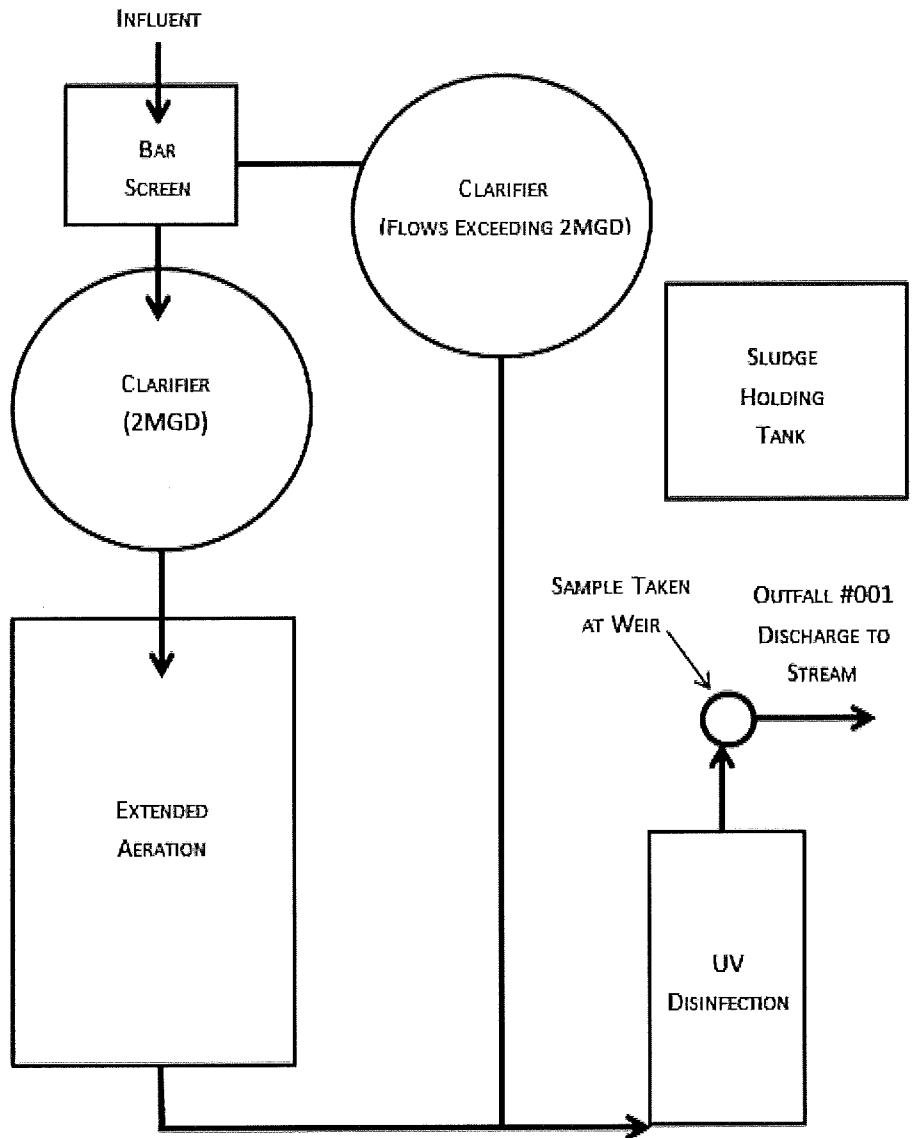 INFLUENT
BAR
SCREEN
CLARIFIER
(FLOWS EXCEEDING 2MGD)
CLARIFIER
(2MGD)
SLUDGE
HOLDING
TANK
SAMPLE TAKEN
AT WEIR
OUTFALL #001
DISCHARGE TO
STREAM
EXTENDED
AERATION
UV
DISINFECTION